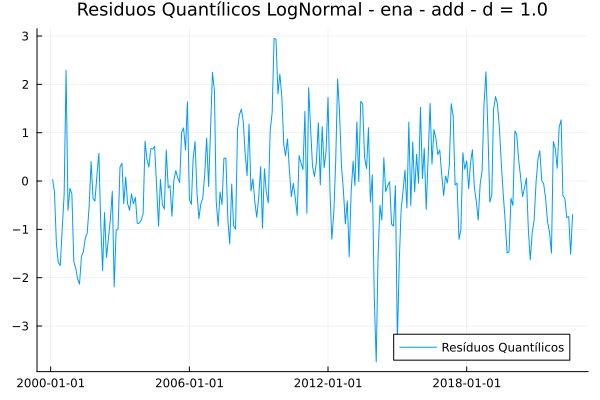 Resíduos Quantílicos LogNormal - ena - add - d = 1.0
3
2
1
0
−1
−2
−3
Resíduos Quantílicos
2000-01-01 2006-01-01 2012-01-01 2018-01-01